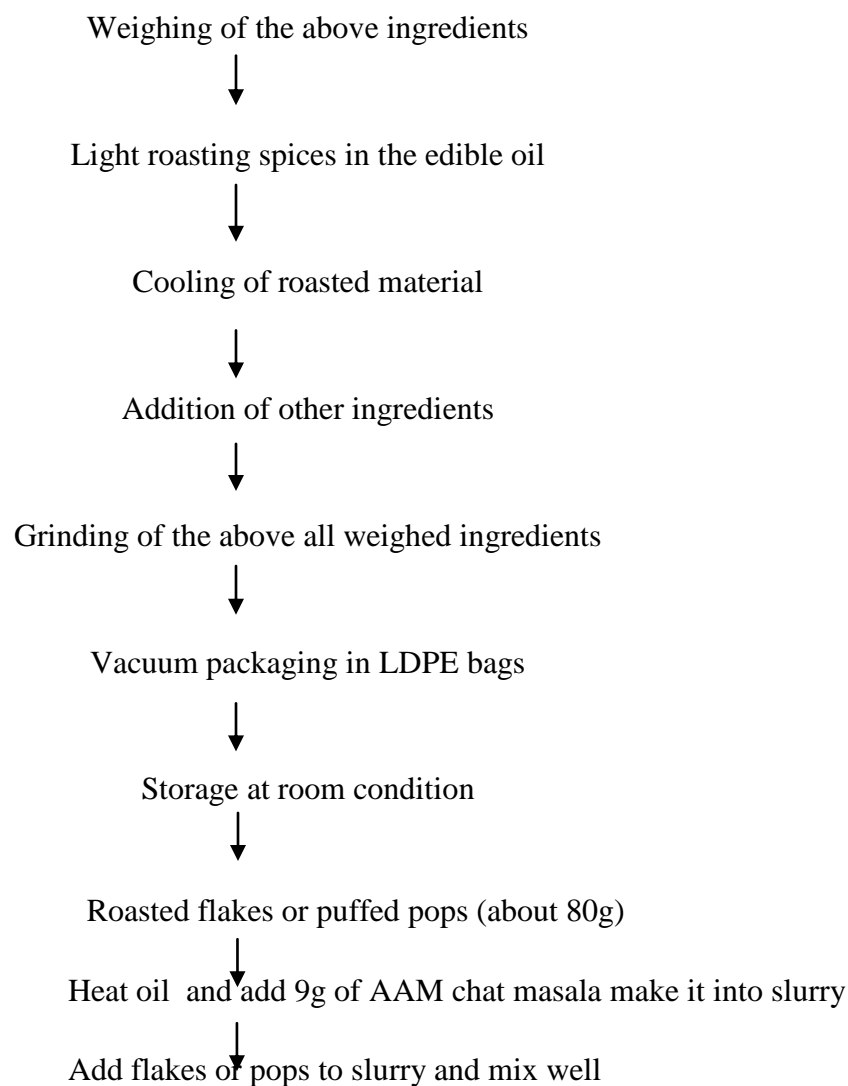 Weighing of the above ingredients
Light roasting spices in the edible oil
Cooling of roasted material
Addition of other ingredients
Grinding of the above all weighed ingredients
Vacuum packaging in LDPE bags
Storage at room condition
Roasted flakes or puffed pops (about 80g)
Heat oil  and add 9g of AAM chat masala make it into slurry
Add flakes or pops to slurry and mix well